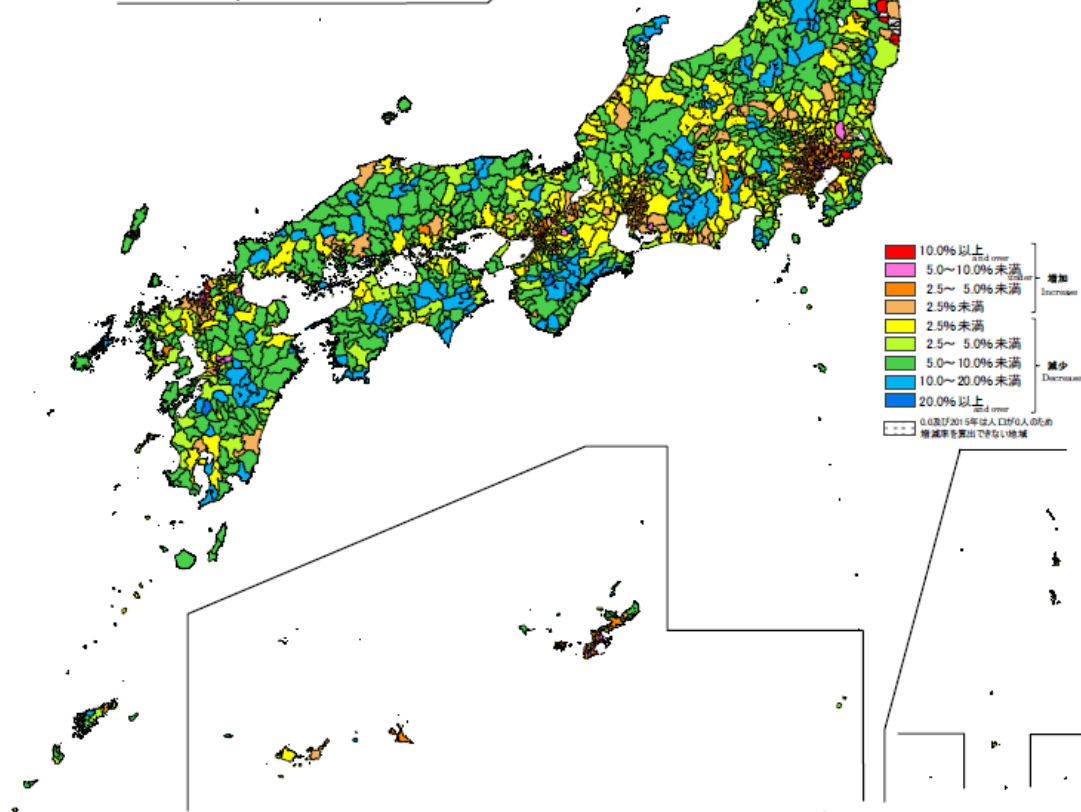 10.0%以上
and over
5.0～10.0%未満
under
2.5～ 5.0%未満
2.5%未満
増加
Increase
2.5%未満
2.5～ 5.0%未満
5.0～10.0%未満
10.0～20.0%未満
20.0%以上
and over
減少
Decrease
0.0及び2015年は人口が0人のため
増減率を算出できない地域